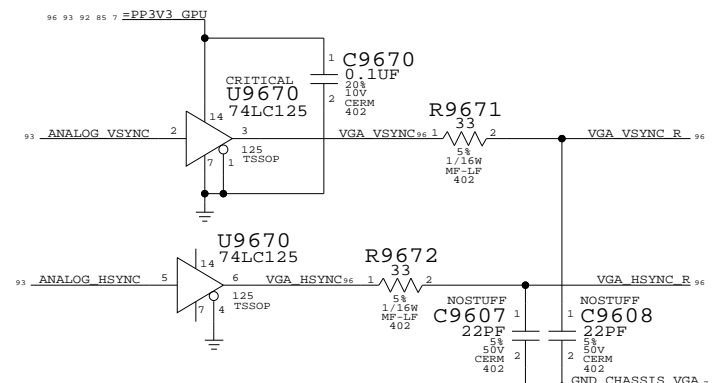 96 93 92 85 7 =PP3V3_GPU
1 C9670
0.1UF
20%
10V
CERM
402
2
CRITICAL
U9670
74LC125
14
93 ANALOG_VSYNC 2 3 VGA_VSYNC 96 1 R9671 2 VGA_VSYNC_R 96
33
5%
1/16W
MF-LF
402
7 1 125
TSSOP
U9670
74LC125
14
93 ANALOG_HSYNC 5 6 VGA_HSYNC 96 1 R9672 2 VGA_HSYNC_R 96
33
5%
1/16W
MF-LF
402
7 4 125
TSSOP
NOSTUFF
C9607
1 22PF
5%
50V
2 CERM
402
NOSTUFF
1 C9608
22PF
5%
50V
2 CERM
402
GND_CHASSIS_VGA